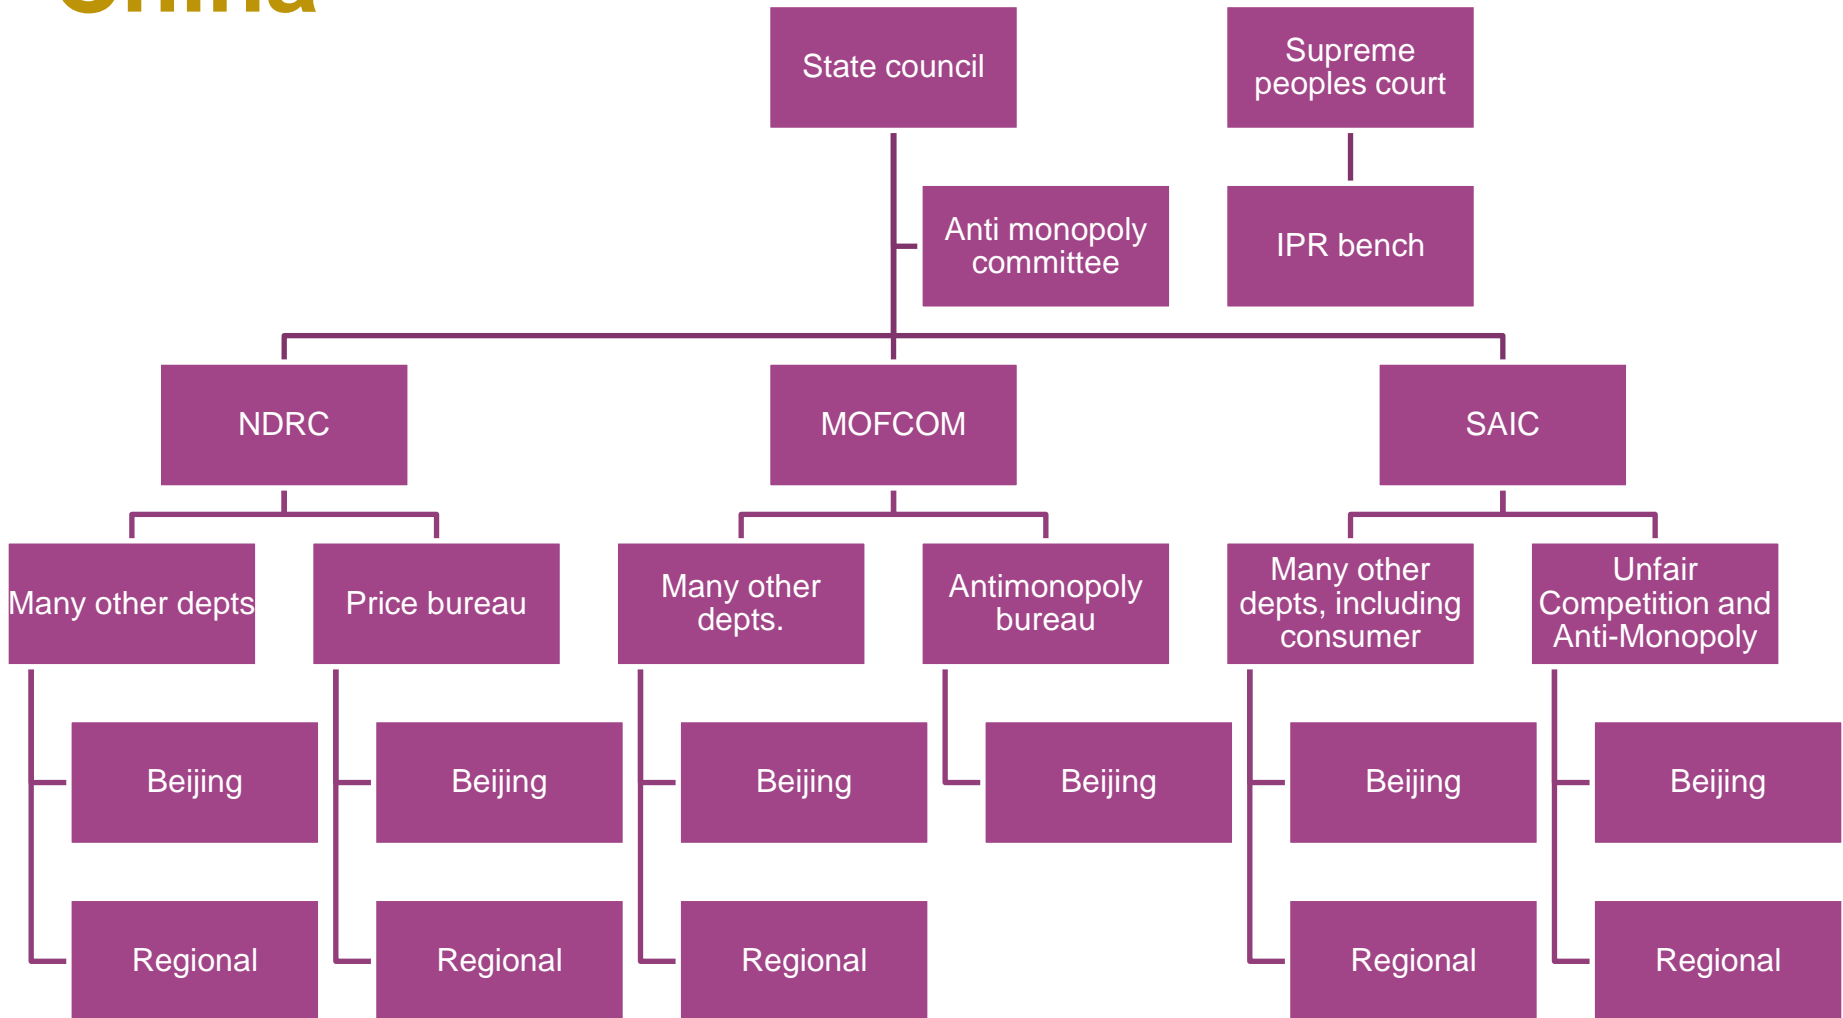 China
State council
Supreme
peoples court
Anti monopoly
committee
IPR bench
NDRC
MOFCOM
SAIC
Many other depts
Price bureau
Many other
depts.
Antimonopoly
bureau
Many other
depts, including
consumer
Unfair
Competition and
Anti-Monopoly
Beijing
Beijing
Beijing
Beijing
Beijing
Beijing
Regional
Regional
Regional
Regional
Regional